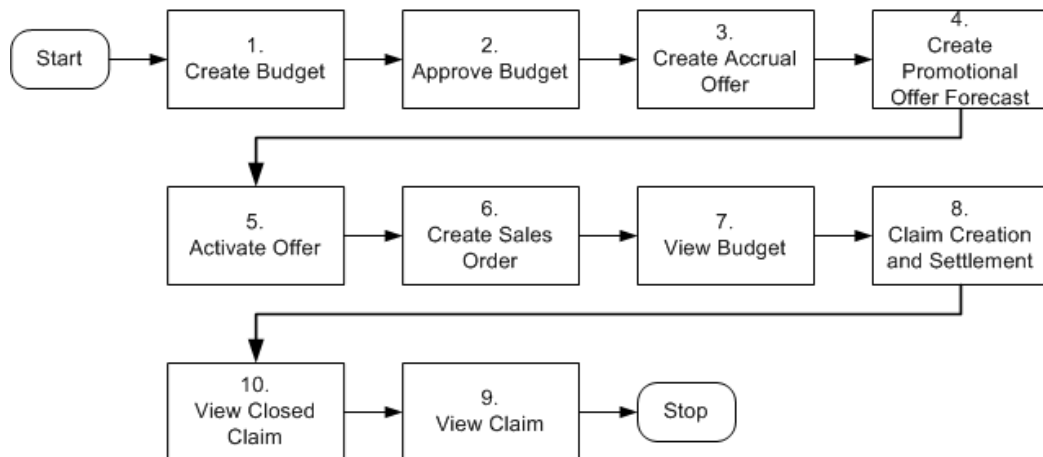 Start
1.
Create Budget
2.
Approve Budget
3.
Create Accrual
Offer
4.
Create
Promotional
Offer Forecast
5.
Activate Offer
6.
Create Sales
Order
7.
View Budget
8.
Claim Creation
and Settlement
10.
View Closed
Claim
9.
View Claim
Stop